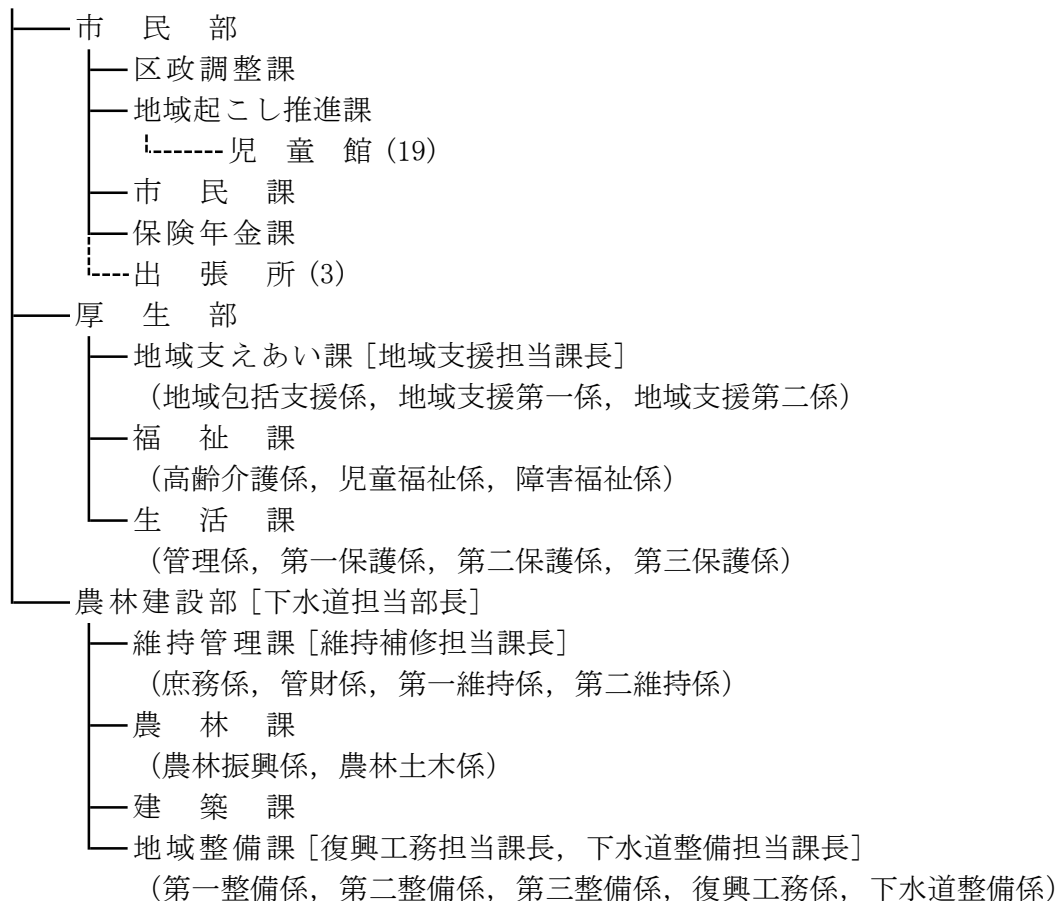 市　民　部
区政調整課
地域起こし推進課
児　童　館 (19)
市　民　課
保険年金課
出　張　所 (3)
厚　生　部
地域支えあい課 [地域支援担当課長]
(地域包括支援係, 地域支援第一係, 地域支援第二係)
福　祉　課
(高齢介護係, 児童福祉係, 障害福祉係)
生　活　課
(管理係, 第一保護係, 第二保護係, 第三保護係)
農林建設部 [下水道担当部長]
維持管理課 [維持補修担当課長]
(庶務係, 管財係, 第一維持係, 第二維持係)
農　林　課
(農林振興係, 農林土木係)
建　築　課
地域整備課 [復興工務担当課長, 下水道整備担当課長]
(第一整備係, 第二整備係, 第三整備係, 復興工務係, 下水道整備係)